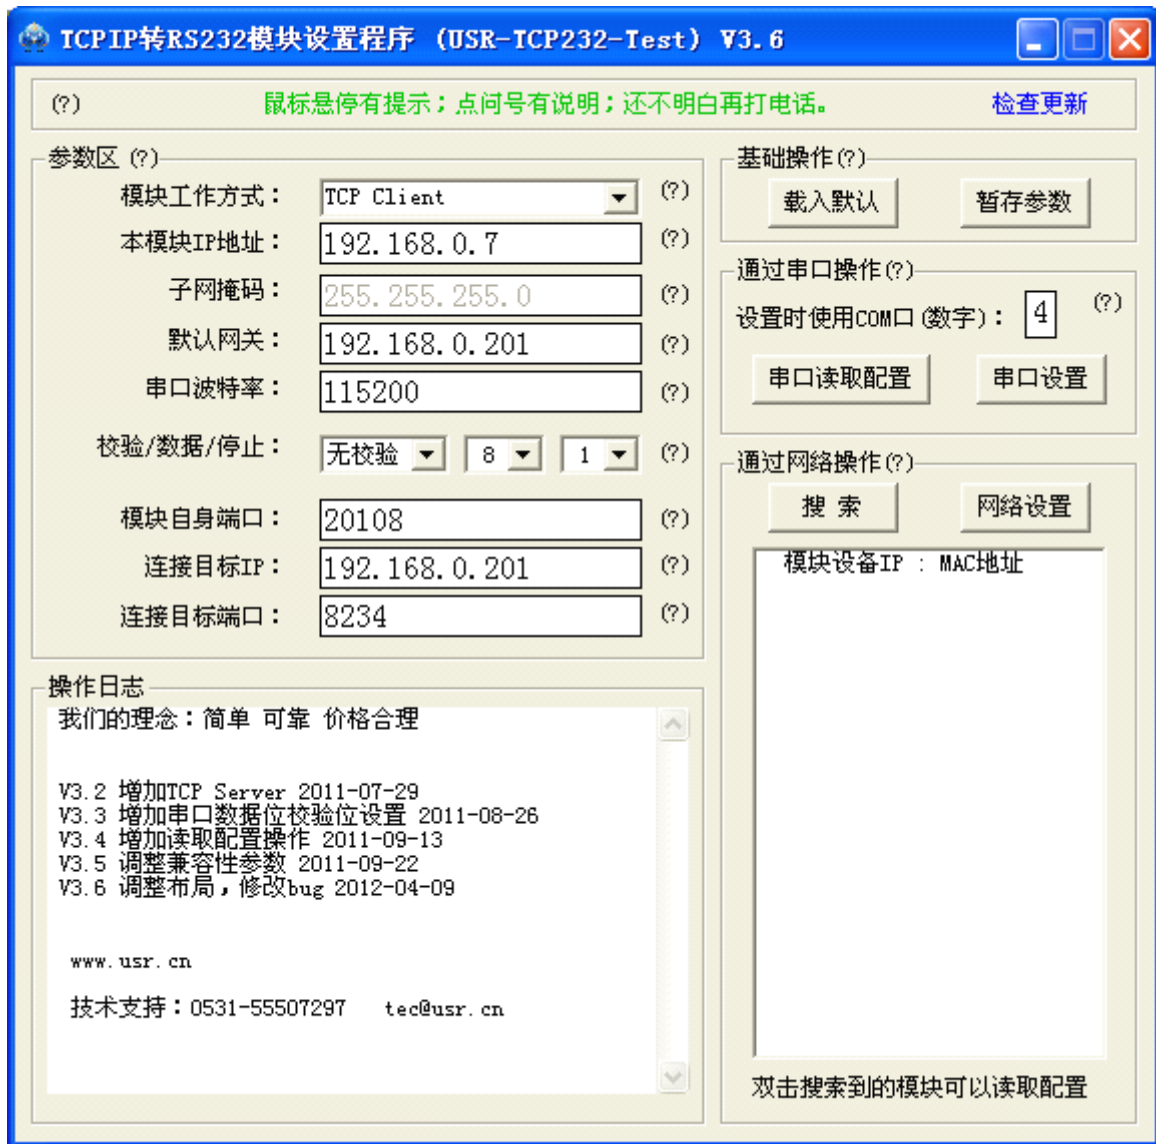 TCPIP转RS232模块设置程序 (USR-TCP232-Test) V3.6
(?) 鼠标悬停有提示；点问号有说明；还不明白再打电话。 检查更新
参数区 (?)
模块工作方式： TCP Client (?)
本模块IP地址： 192.168.0.7 (?)
子网掩码： 255.255.255.0 (?)
默认网关： 192.168.0.201 (?)
串口波特率： 115200 (?)
校验/数据/停止： 无校验 8 1 (?)
模块自身端口： 20108 (?)
连接目标IP： 192.168.0.201 (?)
连接目标端口： 8234 (?)
操作日志
我们的理念：简单 可靠 价格合理
V3.2 增加TCP Server 2011-07-29
V3.3 增加串口数据位校验位设置 2011-08-26
V3.4 增加读取配置操作 2011-09-13
V3.5 调整兼容性参数 2011-09-22
V3.6 调整布局，修改bug 2012-04-09
www.usr.cn
技术支持：0531-55507297 tec@usr.cn
基础操作(?)
载入默认 暂存参数
通过串口操作(?)
设置时使用COM口(数字)： 4 (?)
串口读取配置 串口设置
通过网络操作(?)
搜 索 网络设置
模块设备IP : MAC地址
双击搜索到的模块可以读取配置